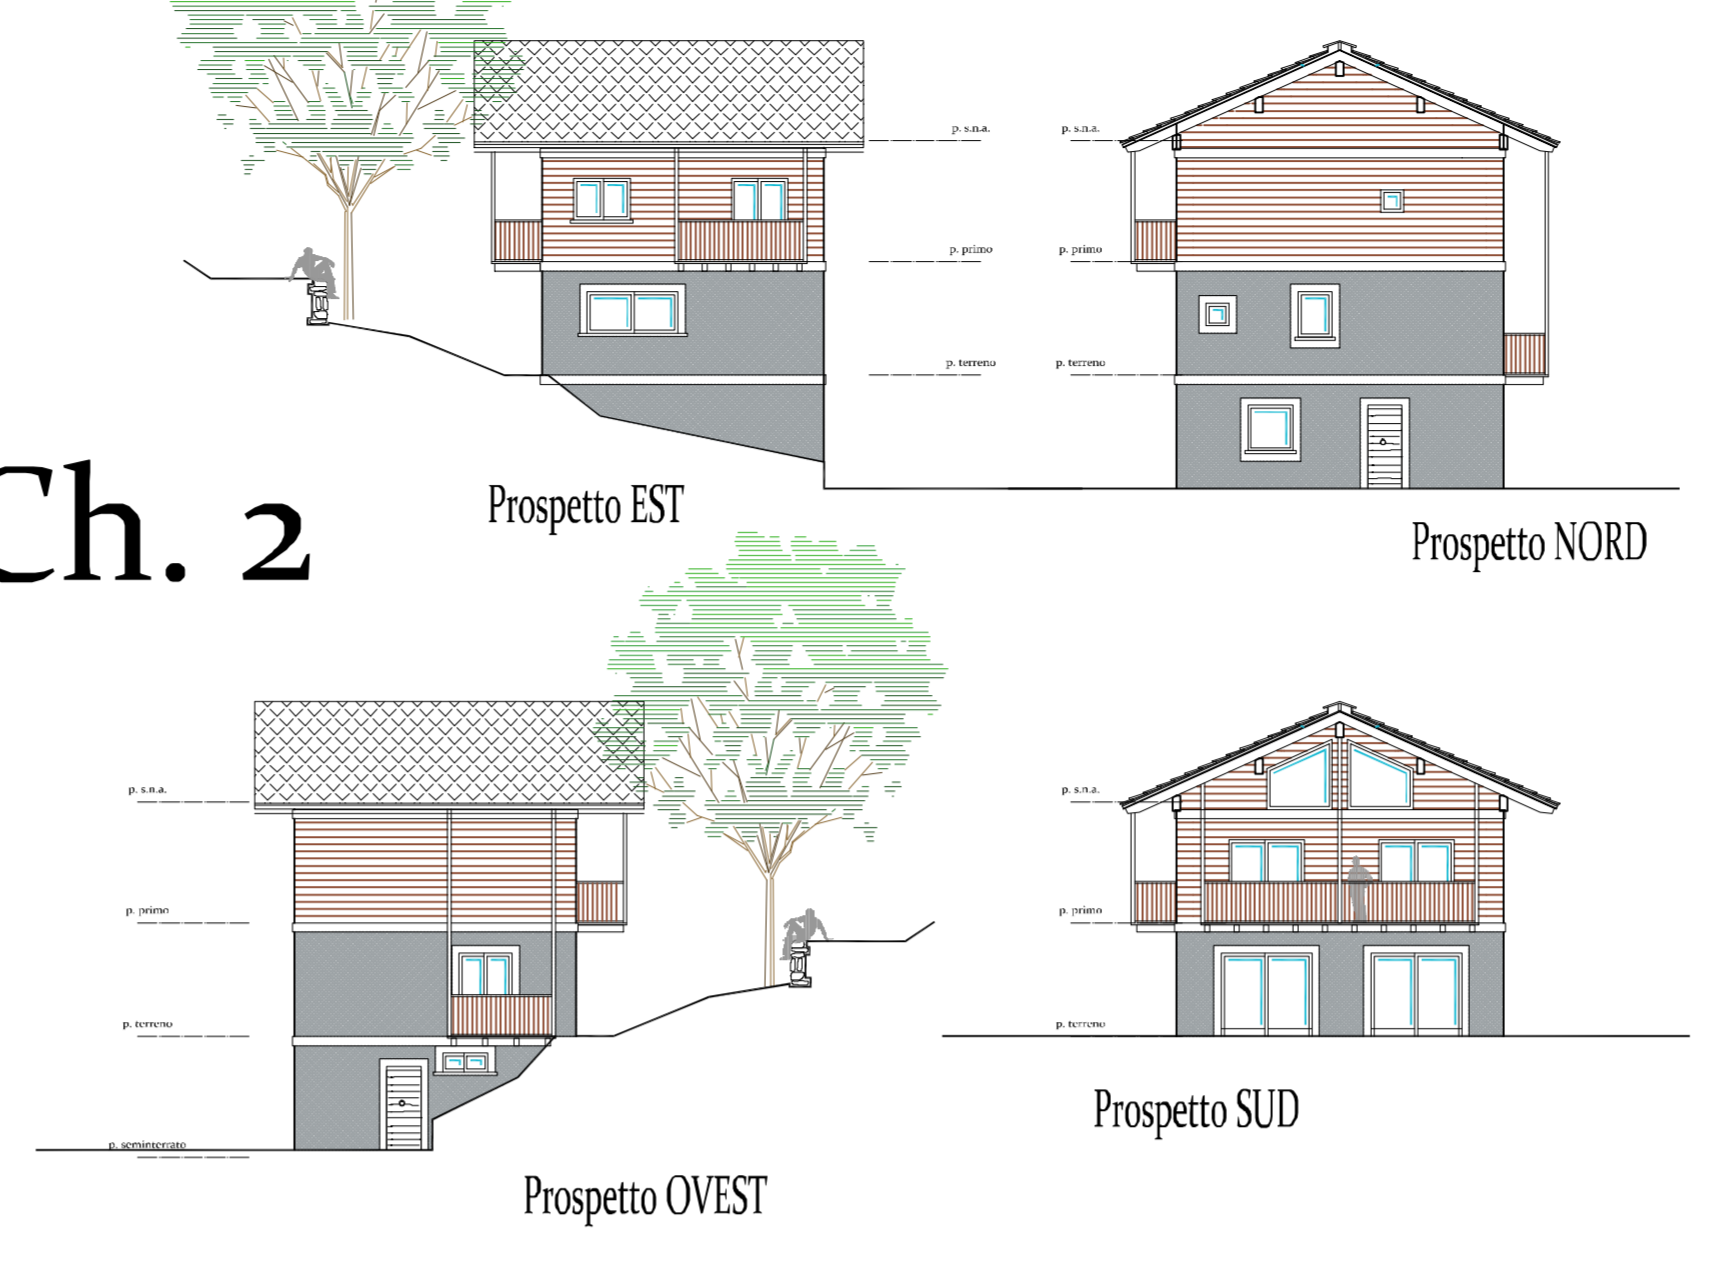 p. s.n.a.
p. s.n.a.
p. primo
p. primo
p. terreno
p. terreno
Prospetto EST
Ch. 2
Prospetto NORD
p. s.n.a.
p. s.n.a.
p. primo
p. primo
p. terreno
p. terreno
Prospetto SUD
p. seminterrato
Prospetto OVEST